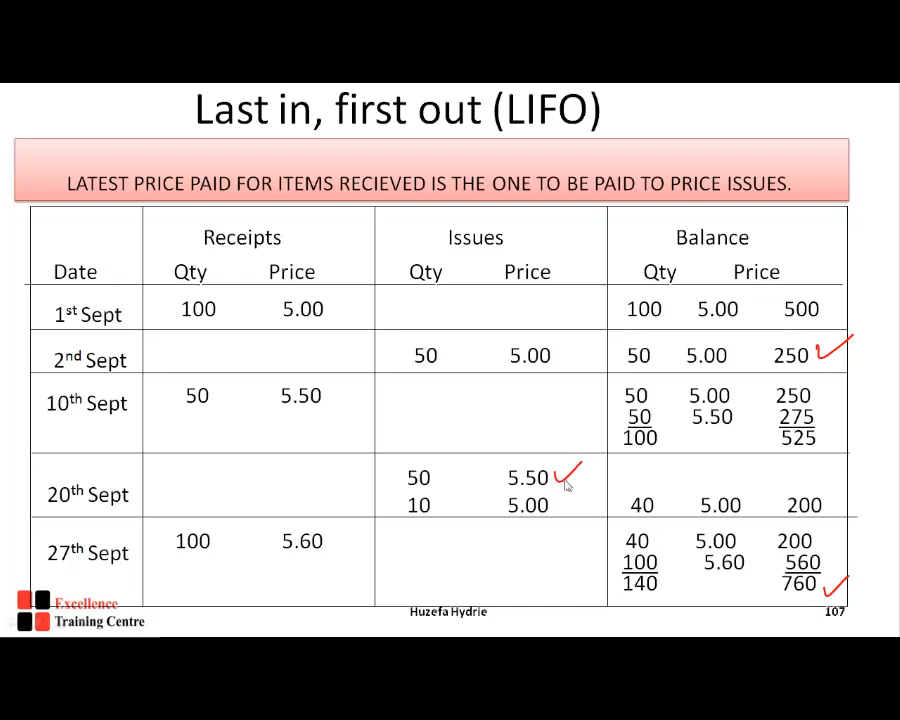 Last in, first out (LIFO)
LATEST PRICE PAID FOR ITEMS RECIEVED IS THE ONE TO BE PAID TO PRICE ISSUES.
Receipts Issues Balance
Date Qty Price Qty Price Qty Price
1st Sept 100 5.00 100 5.00 500
2nd Sept 50 5.00 50 5.00 250
10th Sept 50 5.50 50 5.00 250
50 5.50 275
100 525
20th Sept 50 5.50
10 5.00 40 5.00 200
27th Sept 100 5.60 40 5.00 200
100 5.60 560
140 760
Excellence
Training Centre
Huzefa Hydrie
107